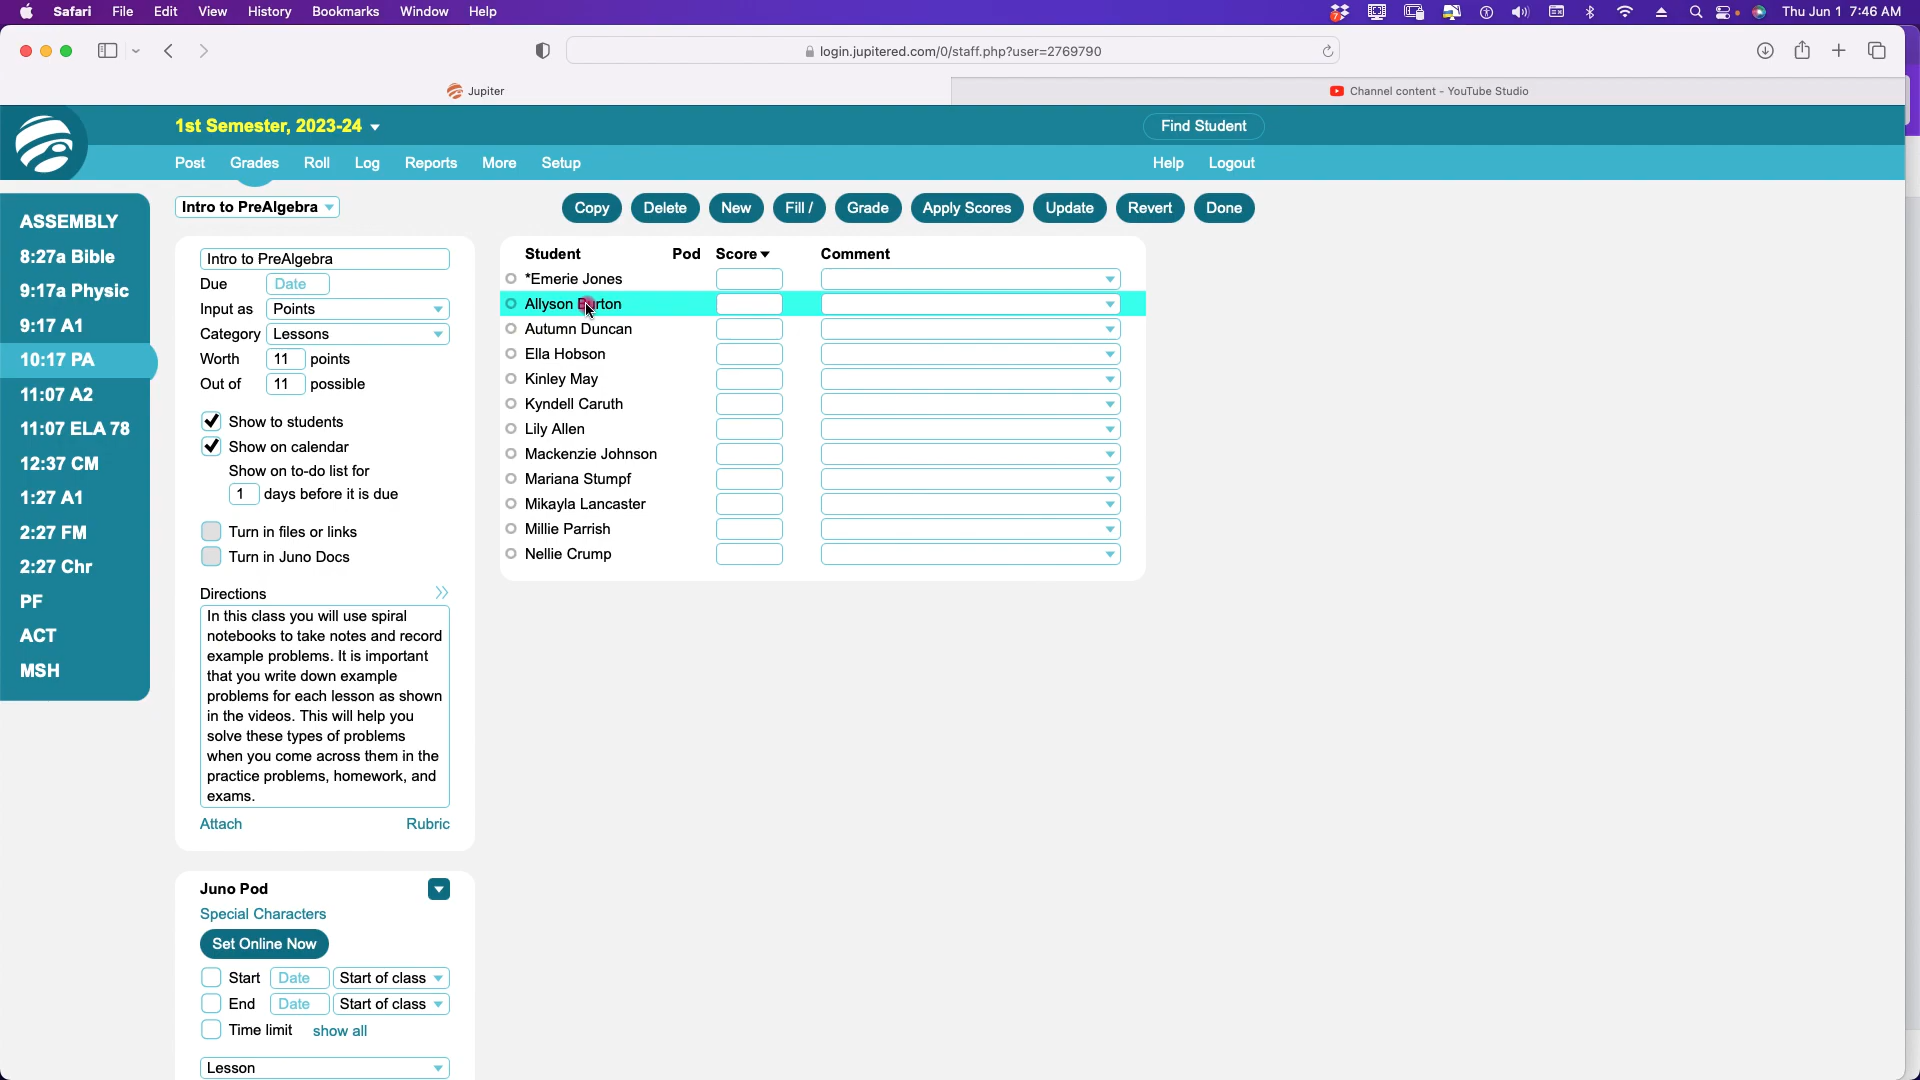 Safari File Edit View History Bookmarks Window Help
7
Thu Jun 1 7:46 AM
login.jupitered.com/0/staff.php?user=2769790
Jupiter
Channel content - YouTube Studio
1st Semester, 2023-24
Find Student
Post Grades Roll Log Reports More Setup
Help Logout
Intro to PreAlgebra
Copy Delete New Fill / Grade Apply Scores Update Revert Done
ASSEMBLY
8:27a Bible
9:17a Physic
9:17 A1
10:17 PA
11:07 A2
11:07 ELA 78
12:37 CM
1:27 A1
2:27 FM
2:27 Chr
PF
ACT
MSH
Intro to PreAlgebra
Due Date
Input as Points
Category Lessons
Worth 11 points
Out of 11 possible
Show to students
Show on calendar
Show on to-do list for
1 days before it is due
Turn in files or links
Turn in Juno Docs
Directions
In this class you will use spiral
notebooks to take notes and record
example problems. It is important
that you write down example
problems for each lesson as shown
in the videos. This will help you
solve these types of problems
when you come across them in the
practice problems, homework, and
exams.
Attach Rubric
Juno Pod
Special Characters
Set Online Now
Start Date Start of class
End Date Start of class
Time limit show all
Lesson
Student Pod Score Comment
*Emerie Jones
Allyson
Autumn Duncan
Ella Hobson
Kinley May
Kyndell Caruth
Lily Allen
Mackenzie Johnson
Mariana Stumpf
Mikayla Lancaster
Millie Parrish
Nellie Crump